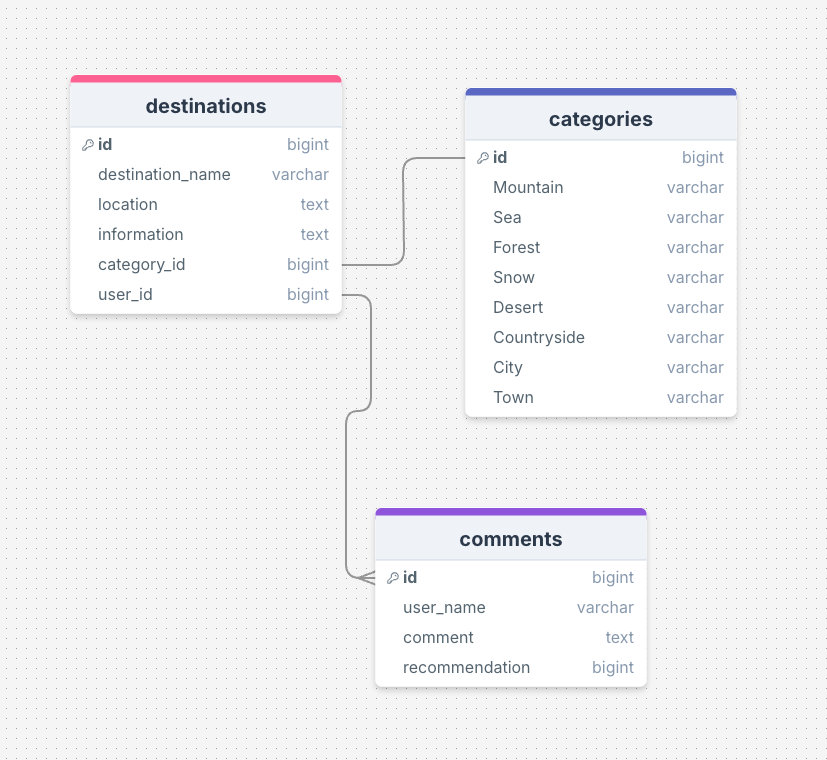 destinations
id bigint
destination_name varchar
location text
information text
category_id bigint
user_id bigint
categories
id bigint
Mountain varchar
Sea varchar
Forest varchar
Snow varchar
Desert varchar
Countryside varchar
City varchar
Town varchar
comments
id bigint
user_name varchar
comment text
recommendation bigint